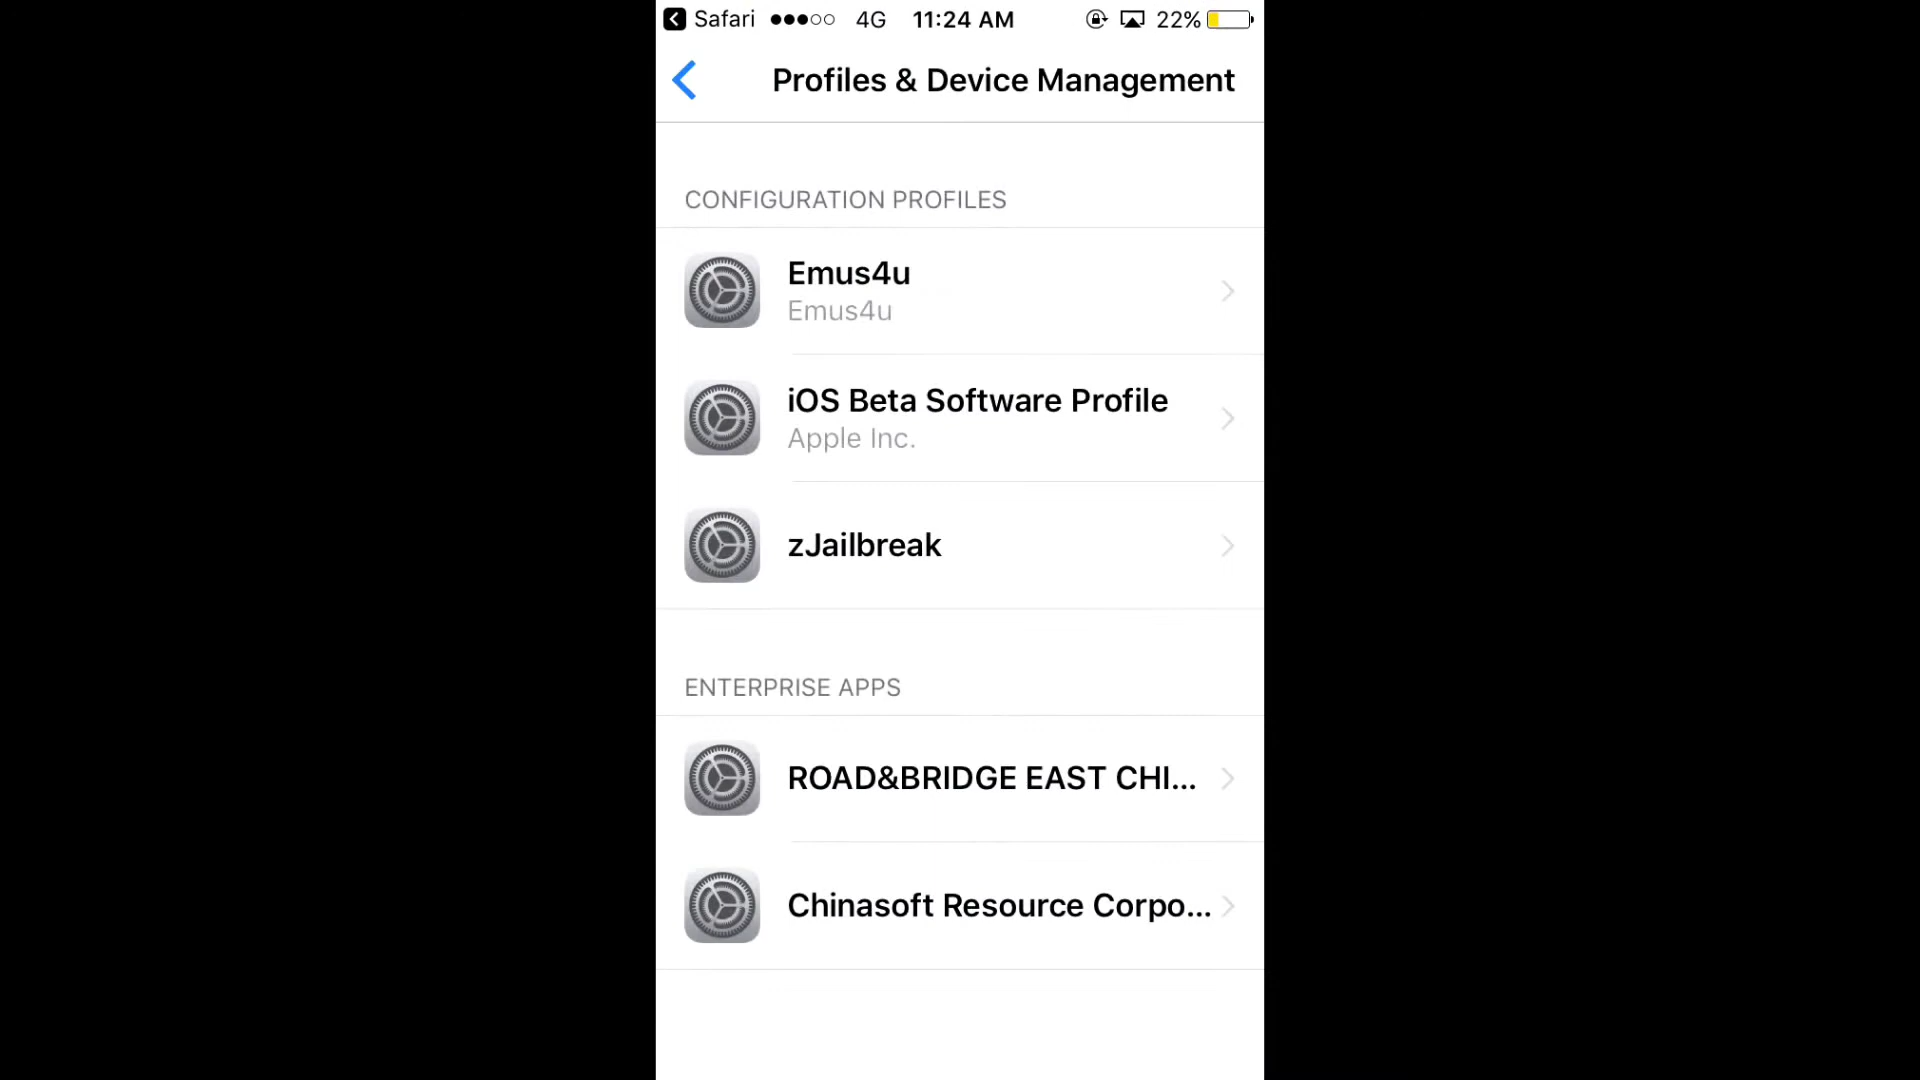 Safari 4G 11:24 AM 22%
Profiles & Device Management
CONFIGURATION PROFILES
Emus4u
Emus4u
iOS Beta Software Profile
Apple Inc.
zJailbreak
ENTERPRISE APPS
ROAD&BRIDGE EAST CHI...
Chinasoft Resource Corpo...